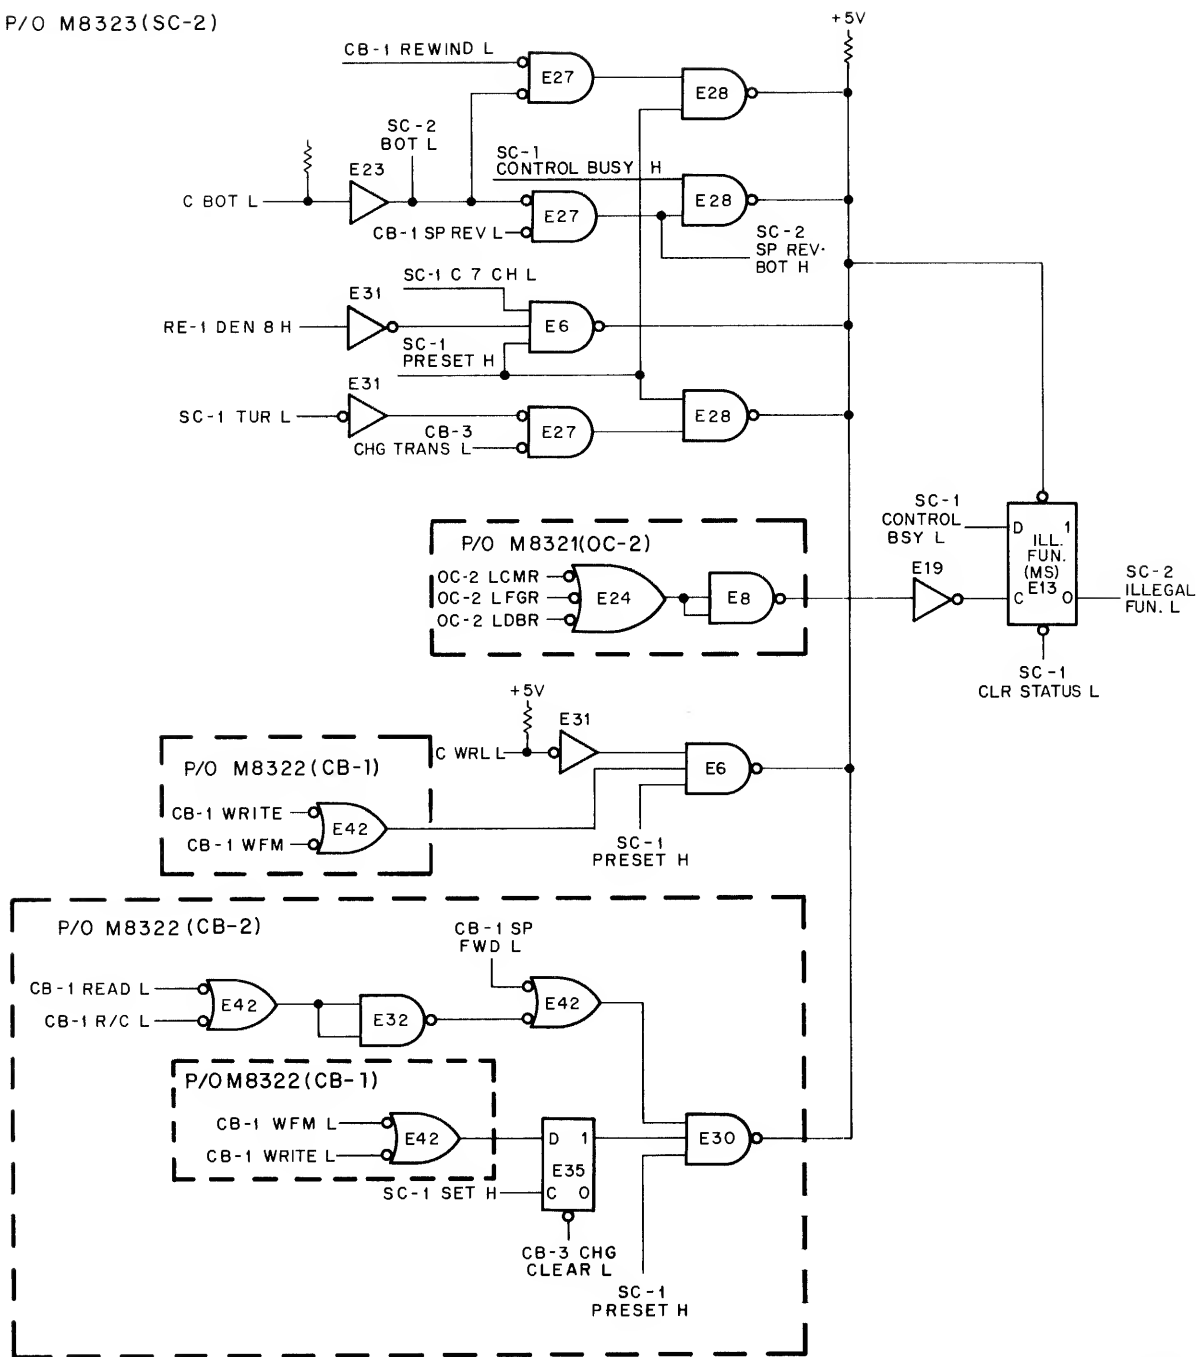 P/O M8323(SC-2)
+5V
CB-1 REWIND L
E27
E28
SC-2
BOT L
SC-1
CONTROL BUSY H
E23
C BOT L
E27
E28
CB-1 SP REV L
SC-2
SP REV·
BOT H
SC-1 C 7 CH L
E31
RE-1 DEN 8 H
E6
SC-1
PRESET H
E31
SC-1 TUR L
E27
E28
CB-3
CHG TRANS L
P/O M8321(OC-2)
OC-2 LCMR
OC-2 LFGR
OC-2 LDBR
E24
E8
E19
SC-1
CONTROL
BSY L
D 1
ILL.
FUN.
(MS)
E13
C 0
SC-2
ILLEGAL
FUN. L
SC-1
CLR STATUS L
+5V
E31
C WRL L
E6
P/O M8322(CB-1)
CB-1 WRITE
CB-1 WFM
E42
SC-1
PRESET H
P/O M8322(CB-2)
CB-1 SP
FWD L
CB-1 READ L
CB-1 R/C L
E42
E32
E42
P/O M8322(CB-1)
CB-1 WFM L
CB-1 WRITE L
E42
D 1
E35
C 0
E30
SC-1 SET H
CB-3 CHG
CLEAR L
SC-1
PRESET H